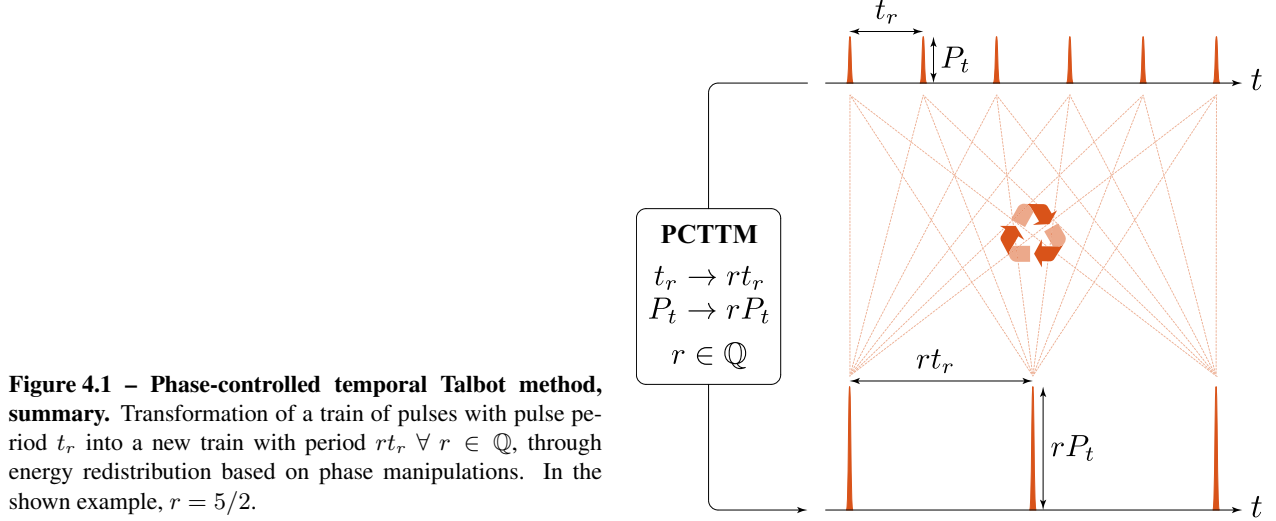 t_r
P_t
t
PCTTM
t_r → rt_r
P_t → rP_t
r ∈ ℚ
rt_r
rP_t
t
Figure 4.1 – Phase-controlled temporal Talbot method,
summary. Transformation of a train of pulses with pulse pe-
riod t_r into a new train with period rt_r ∀ r ∈ ℚ, through
energy redistribution based on phase manipulations. In the
shown example, r = 5/2.